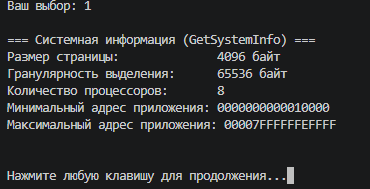 Ваш выбор: 1
=== Системная информация (GetSystemInfo) ===
Размер страницы: 4096 байт
Гранулярность выделения: 65536 байт
Количество процессоров: 8
Минимальный адрес приложения: 0000000000010000
Максимальный адрес приложения: 00007FFFFFFEFFFF
Нажмите любую клавишу для продолжения...